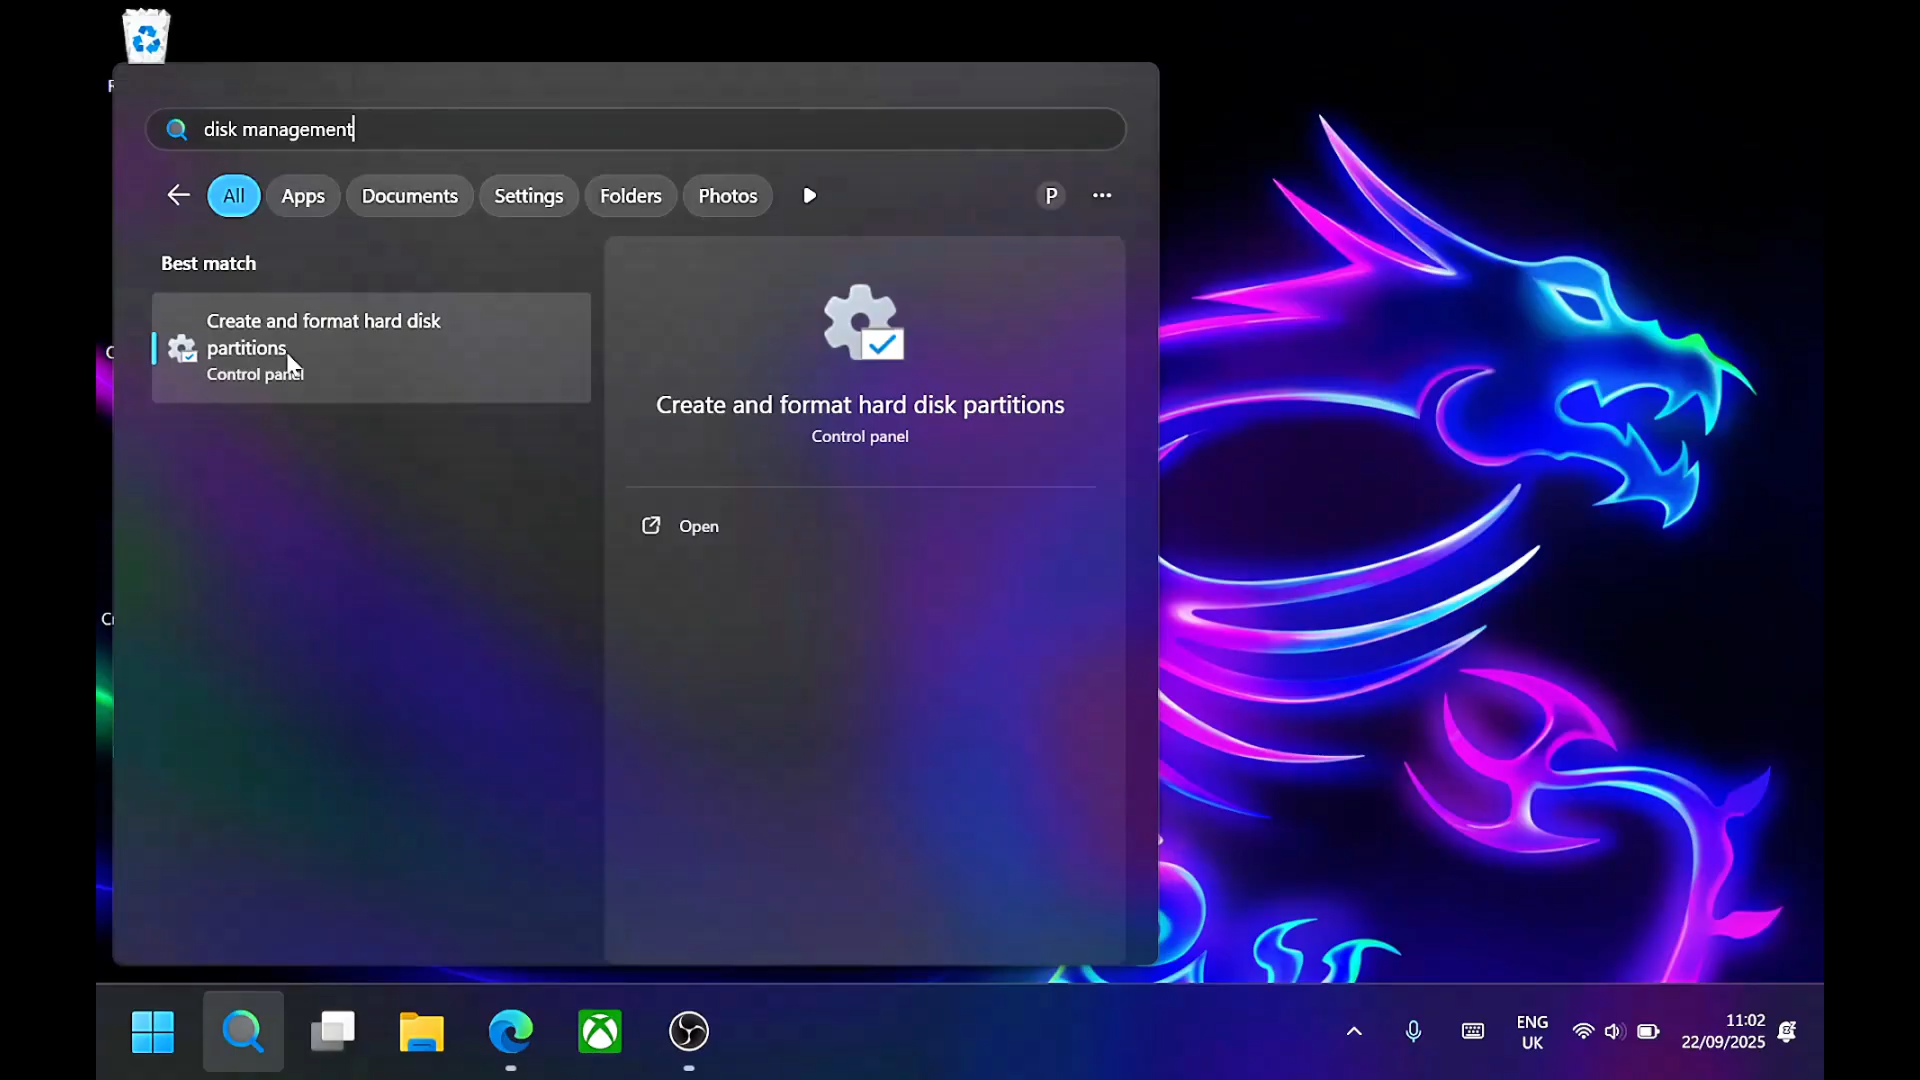 disk management
All
Apps
Documents
Settings
Folders
Photos
P
Best match
Create and format hard disk
partitions
Control panel
Create and format hard disk partitions
Control panel
Open
ENG
UK
11:02
22/09/2025